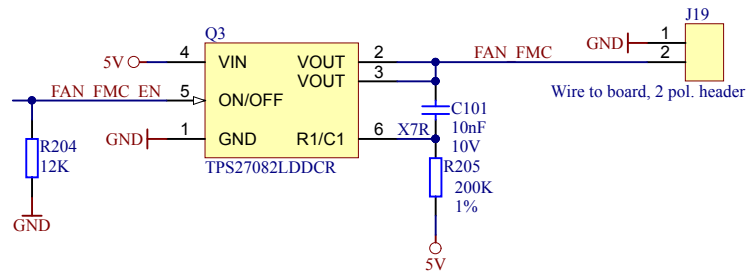 J19
Q3
5V
4
VIN
VOUT
2
FAN_FMC
GND
1
2
VOUT
3
FAN_FMC_EN
5
ON/OFF
Wire to board, 2 pol. header
C101
10nF
10V
GND
1
GND
R1/C1
6
X7R
R204
12K
TPS27082LDDCR
R205
200K
1%
GND
5V